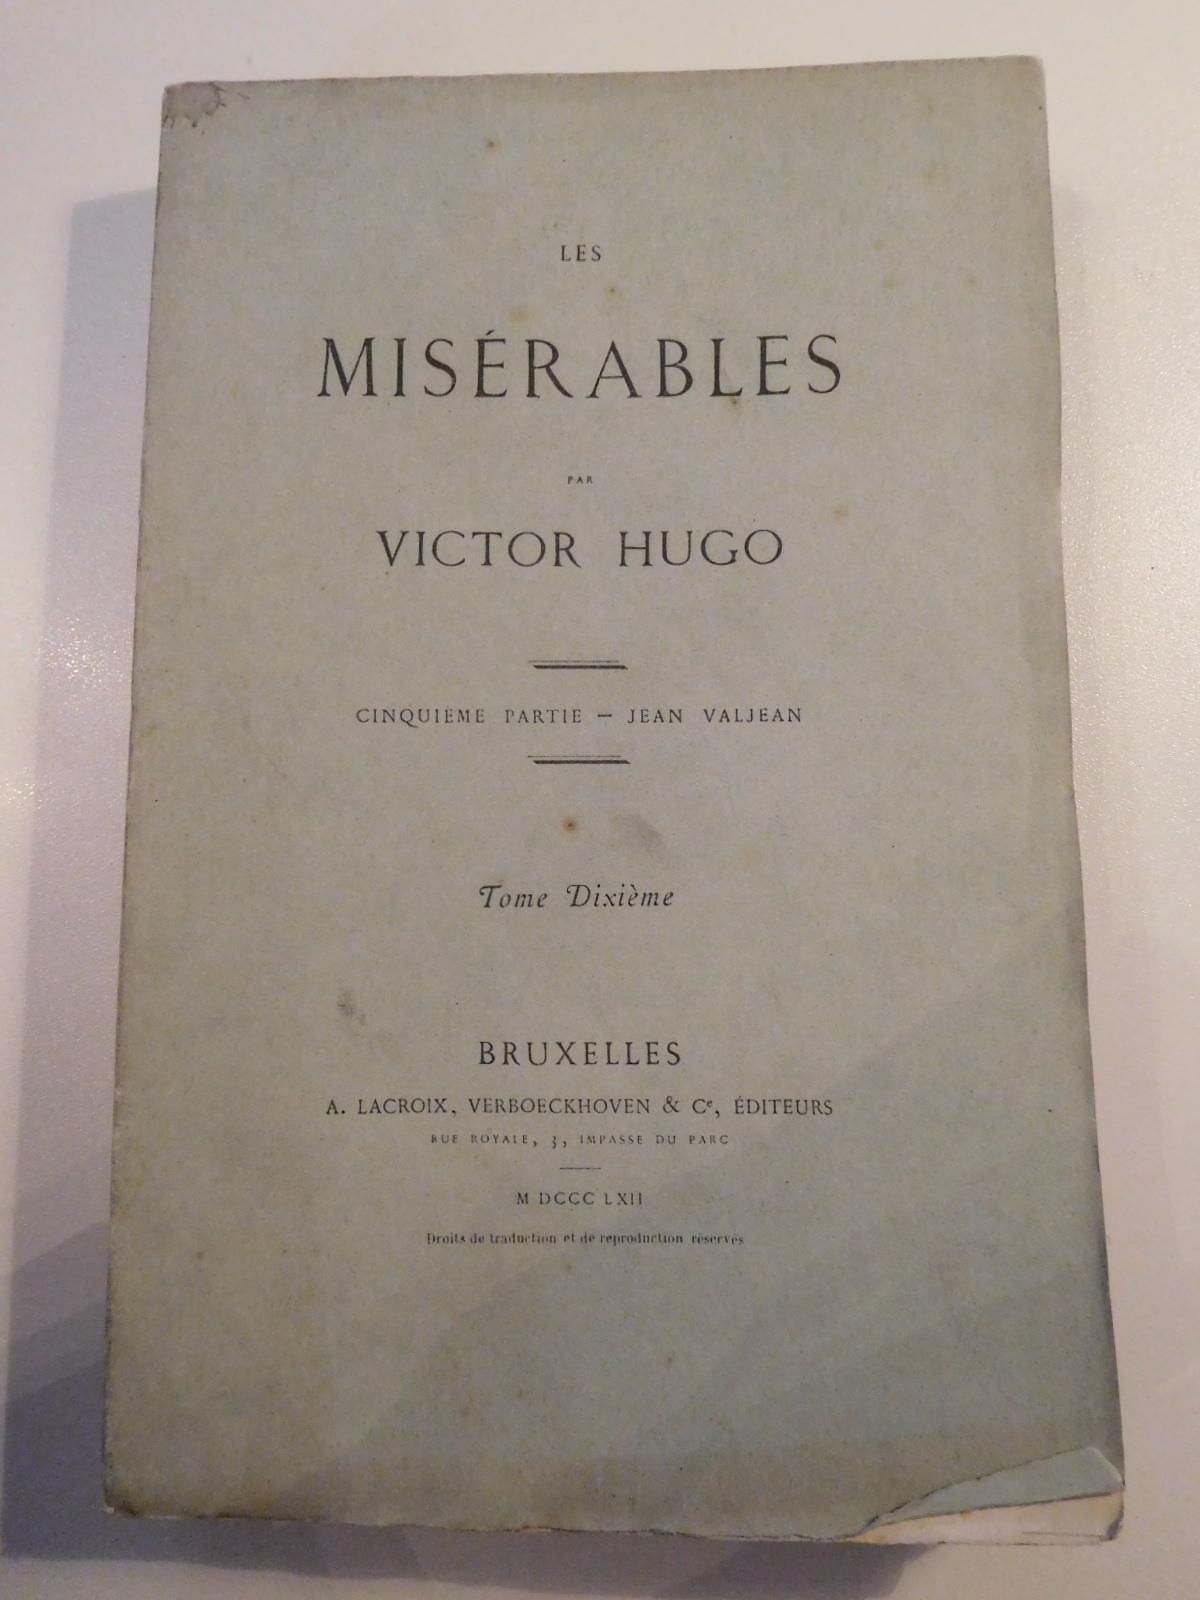 LES
MISÉRABLES
PAR
VICTOR HUGO
CINQUIÈME PARTIE — JEAN VALJEAN
Tome Dixième
BRUXELLES
A. LACROIX, VERBOECKHOVEN & Cᵉ, ÉDITEURS
RUE ROYALE, 3, IMPASSE DU PARC
M DCCC LXII
Droits de traduction et de reproduction réservés